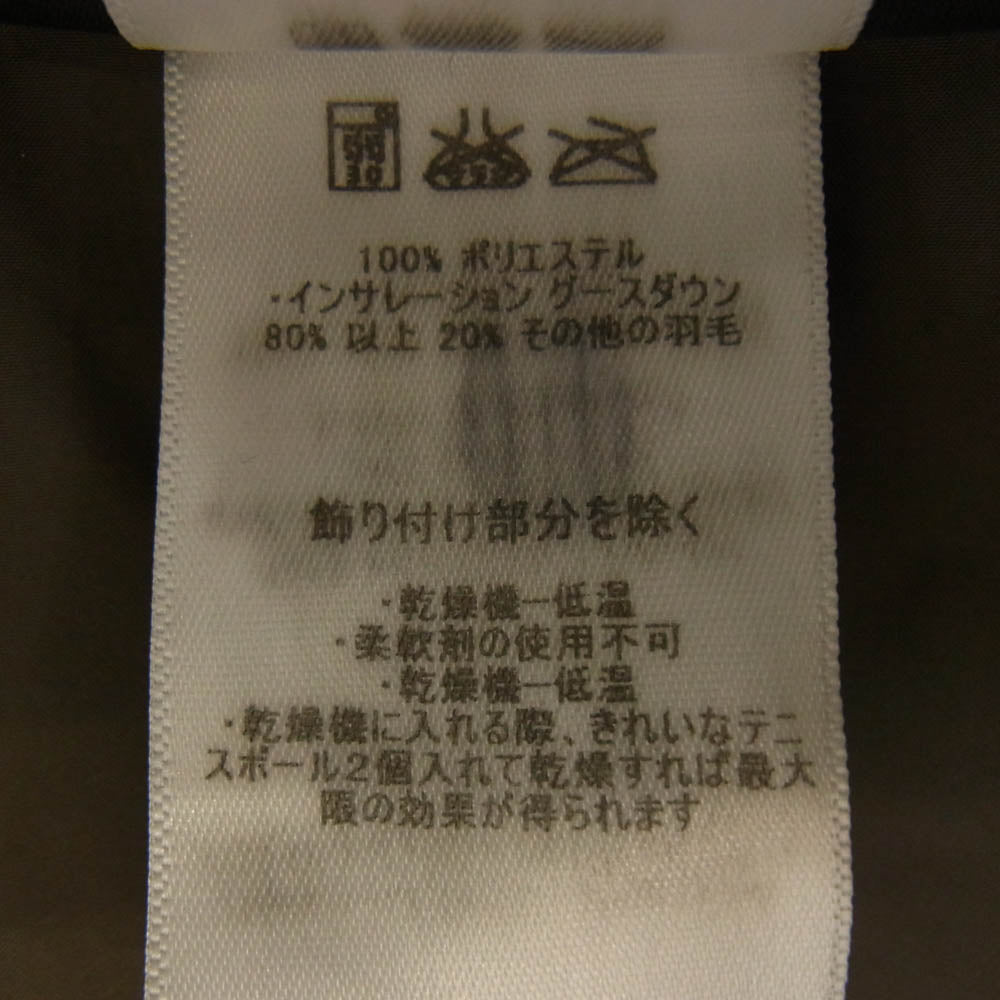 100% ポリエステル
・インサレーション グースダウン
80% 以上 20% その他の羽毛
飾り付け部分を除く
・乾燥機ー低温
・柔軟剤の使用不可
・乾燥機ー低温
・乾燥機に入れる際、きれいなテニ
スボール２個入れて乾燥すれば最大
限の効果が得られます